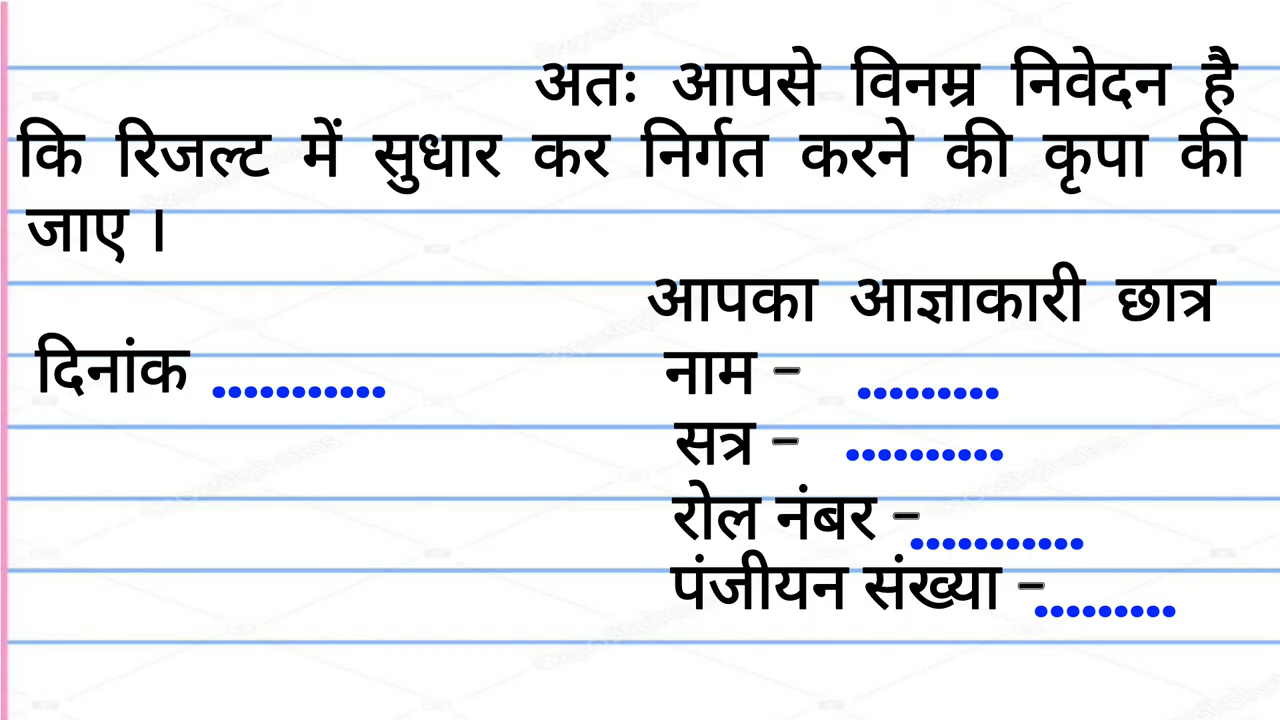 अतः आपसे विनम्र निवेदन है
कि रिजल्ट में सुधार कर निर्गत करने की कृपा की
जाए ।
आपका आज्ञाकारी छात्र
दिनांक ........... नाम - .........
सत्र - ..........
रोल नंबर -...........
पंजीयन संख्या -.........